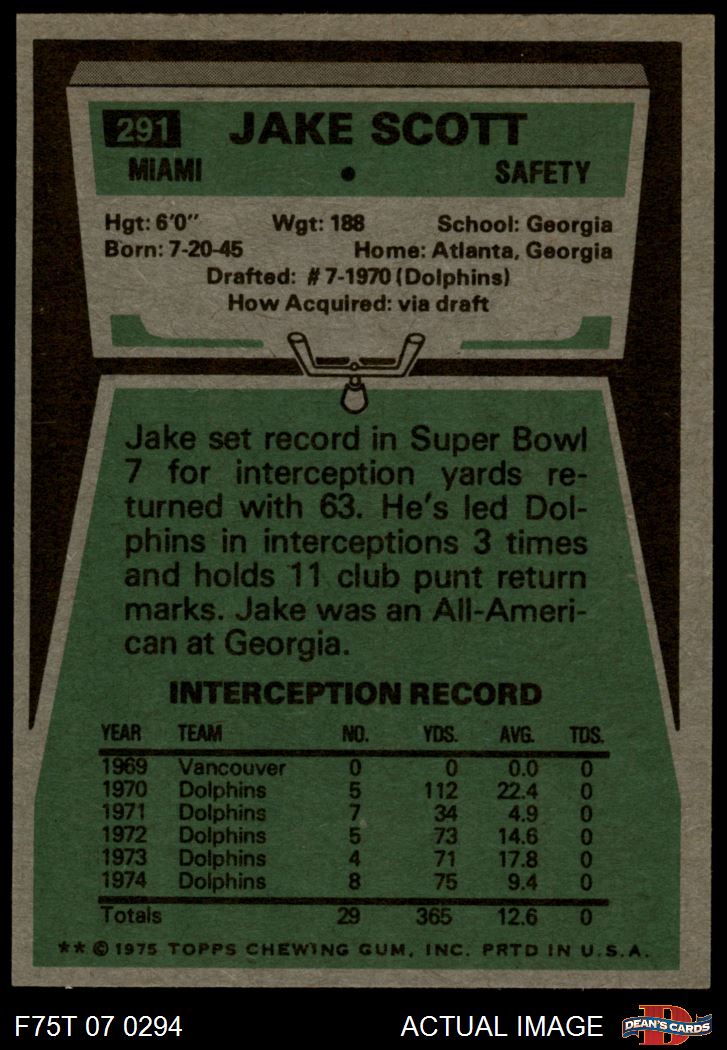 291 JAKE SCOTT
MIAMI • SAFETY
Hgt: 6'0" Wgt: 188 School: Georgia
Born: 7-20-45 Home: Atlanta, Georgia
Drafted: #7-1970 (Dolphins)
How Acquired: via draft
Jake set record in Super Bowl
7 for interception yards re-
turned with 63. He's led Dol-
phins in interceptions 3 times
and holds 11 club punt return
marks. Jake was an All-Ameri-
can at Georgia.
INTERCEPTION RECORD
YEAR TEAM NO. YDS. AVG. TDS.
1969 Vancouver 0 0 0.0 0
1970 Dolphins 5 112 22.4 0
1971 Dolphins 7 34 4.9 0
1972 Dolphins 5 73 14.6 0
1973 Dolphins 4 71 17.8 0
1974 Dolphins 8 75 9.4 0
Totals 29 365 12.6 0
** © 1975 TOPPS CHEWING GUM, INC. PRTD IN U.S.A.
F75T 07 0294 ACTUAL IMAGE D DEAN'S CARDS